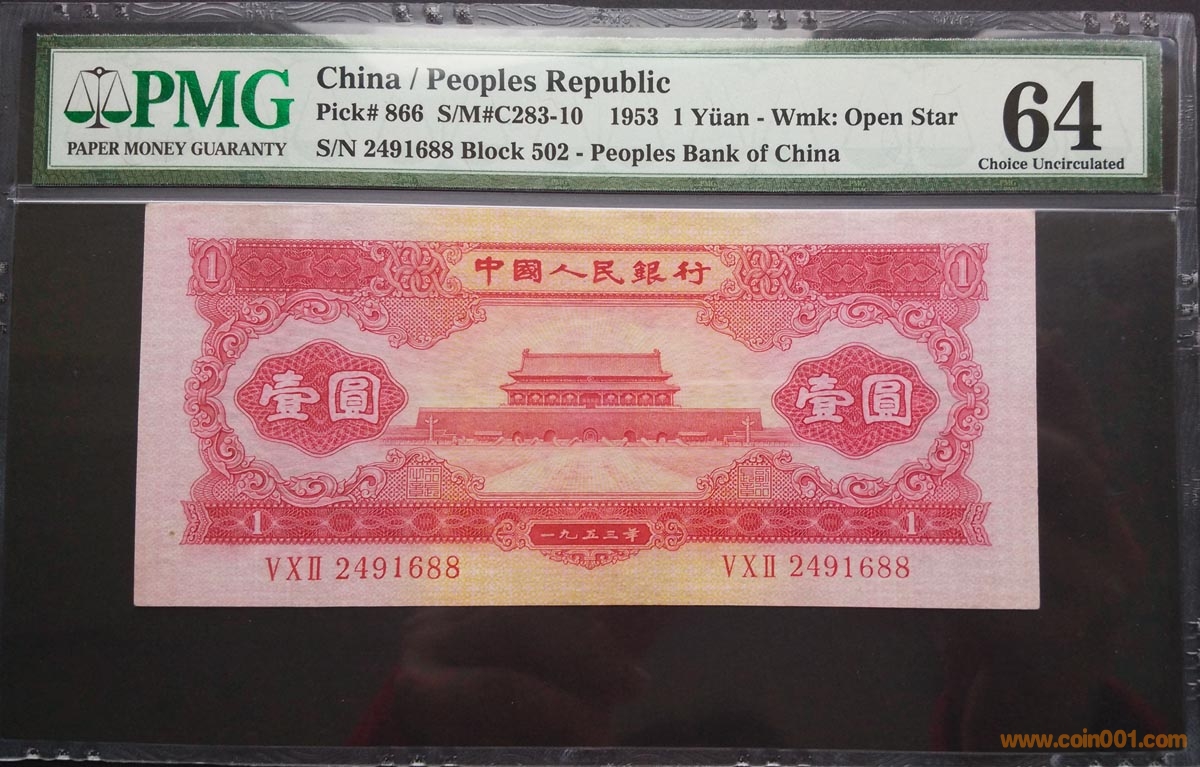 PMG
PAPER MONEY GUARANTY
China / Peoples Republic
Pick# 866 S/M#C283-10 1953 1 Yüan - Wmk: Open Star
S/N 2491688 Block 502 - Peoples Bank of China
64
Choice Uncirculated
中國人民銀行
1 1
壹圓 壹圓
1 1
一九五三年
VXII 2491688 VXII 2491688
www.coin001.com